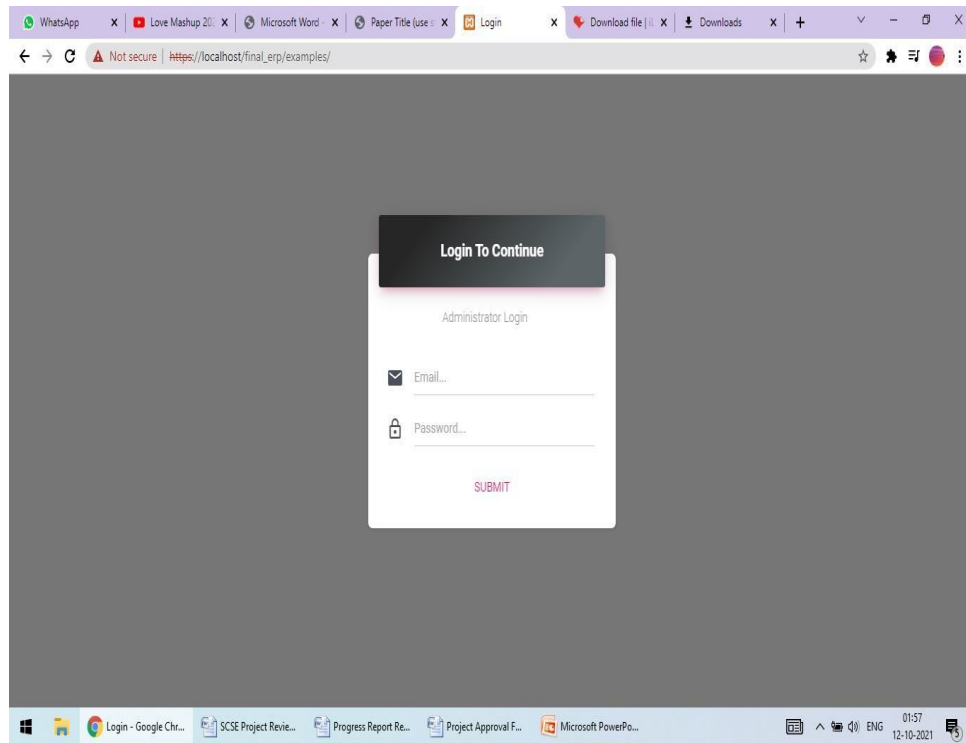 WhatsApp
Love Mashup 20
Microsoft Word -
Paper Title (use s
Login
Download file | iL
Downloads
Not secure | https://localhost/final_erp/examples/
Login To Continue
Administrator Login
Email...
Password...
SUBMIT
Login - Google Chr...
SCSE Project Revie...
Progress Report Re...
Project Approval F...
Microsoft PowerPo...
ENG
01:57
12-10-2021
5